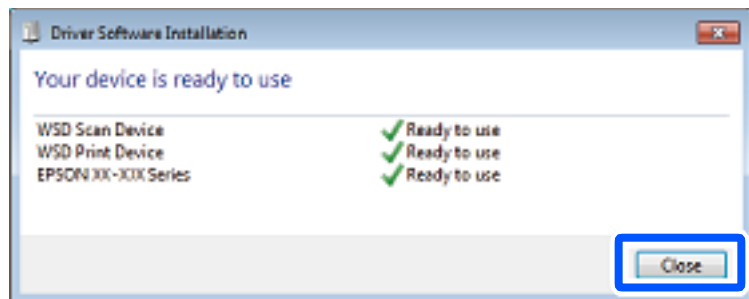 Driver Software Installation
Your device is ready to use
WSD Scan Device Ready to use
WSD Print Device Ready to use
EPSON XX-XXX Series Ready to use
Close